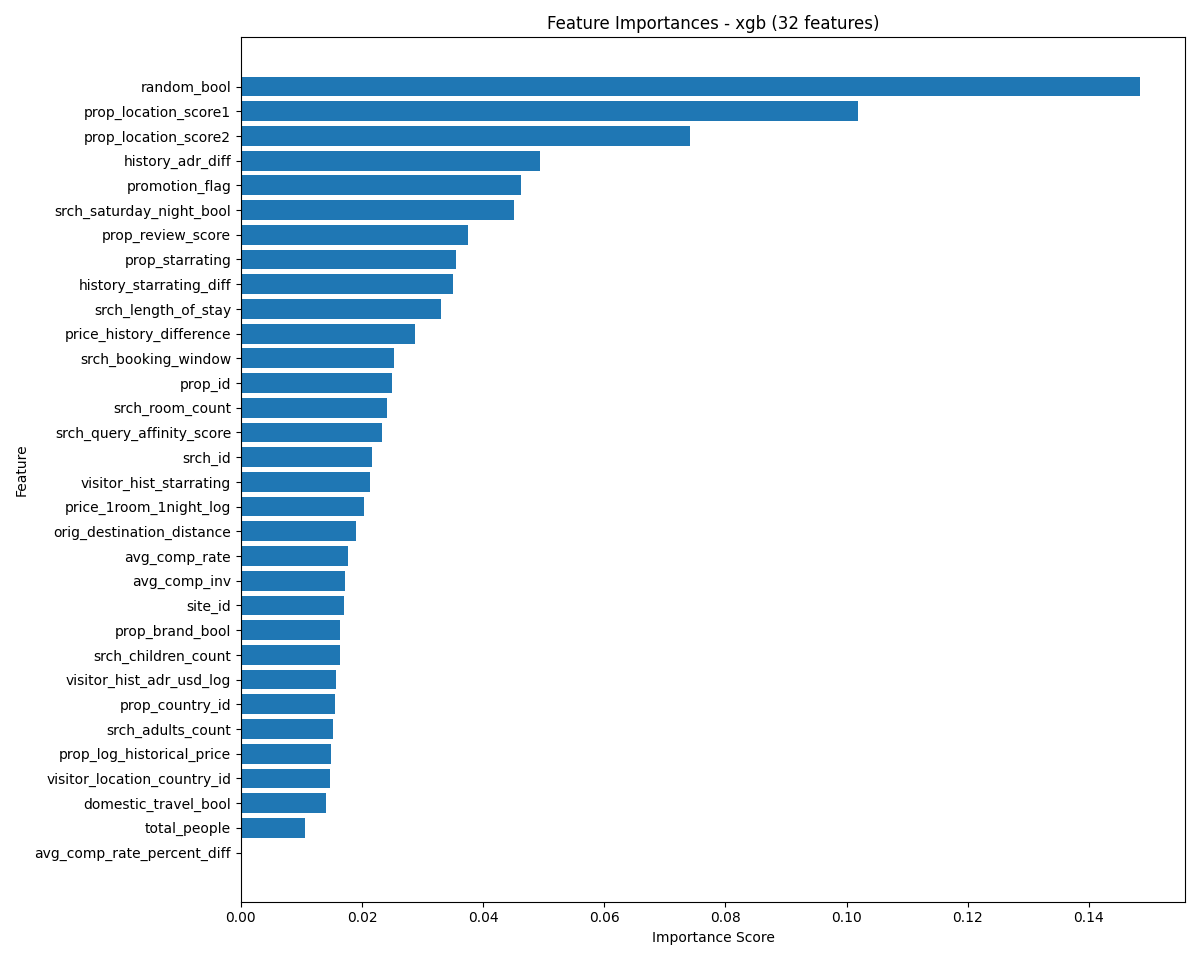 Feature Importances - xgb (32 features)
random_bool
prop_location_score1
prop_location_score2
history_adr_diff
promotion_flag
srch_saturday_night_bool
prop_review_score
prop_starrating
history_starrating_diff
srch_length_of_stay
price_history_difference
srch_booking_window
prop_id
srch_room_count
srch_query_affinity_score
srch_id
visitor_hist_starrating
price_1room_1night_log
orig_destination_distance
avg_comp_rate
avg_comp_inv
site_id
prop_brand_bool
srch_children_count
visitor_hist_adr_usd_log
prop_country_id
srch_adults_count
prop_log_historical_price
visitor_location_country_id
domestic_travel_bool
total_people
avg_comp_rate_percent_diff
Feature
0.00 0.02 0.04 0.06 0.08 0.10 0.12 0.14
Importance Score